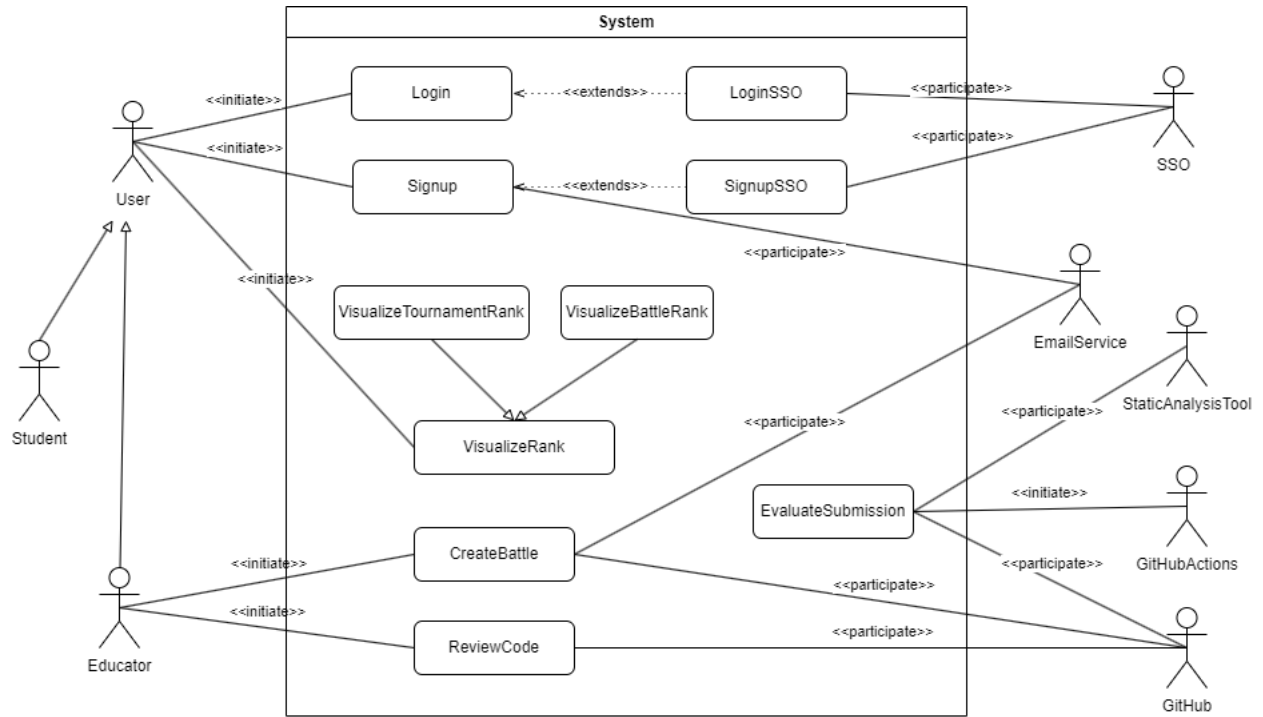 System
Login
<<extends>>
LoginSSO
<<initiate>>
<<participate>>
<<initiate>>
<<participate>>
SSO
User
Signup
<<extends>>
SignupSSO
<<participate>>
<<initiate>>
VisualizeTournamentRank
VisualizeBattleRank
EmailService
StaticAnalysisTool
<<participate>>
<<participate>>
Student
VisualizeRank
<<initiate>>
EvaluateSubmission
CreateBattle
<<initiate>>
<<participate>>
GitHubActions
<<participate>>
<<initiate>>
<<participate>>
ReviewCode
Educator
GitHub